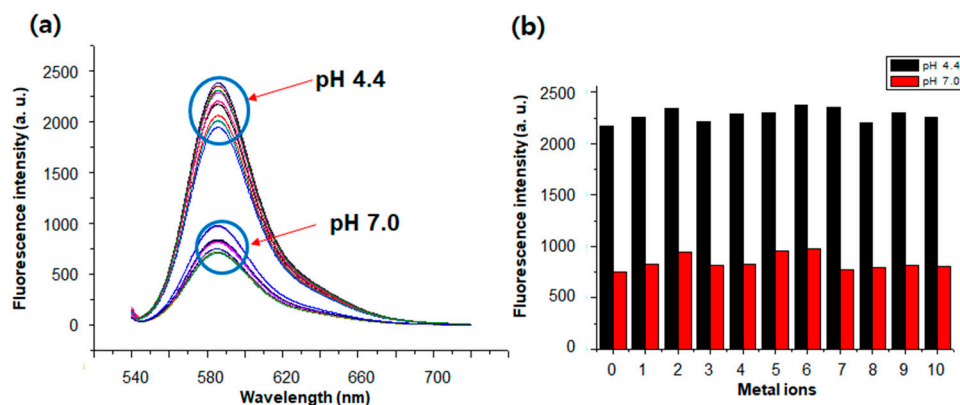 (a)
Fluorescence intensity (a. u.)
2500
2000
1500
1000
500
0
pH 4.4
pH 7.0
540
580
620
660
700
Wavelength (nm)
(b)
pH 4.4
pH 7.0
Fluorescence intensity (a. u.)
2500
2000
1500
1000
500
0
0 1 2 3 4 5 6 7 8 9 10
Metal ions